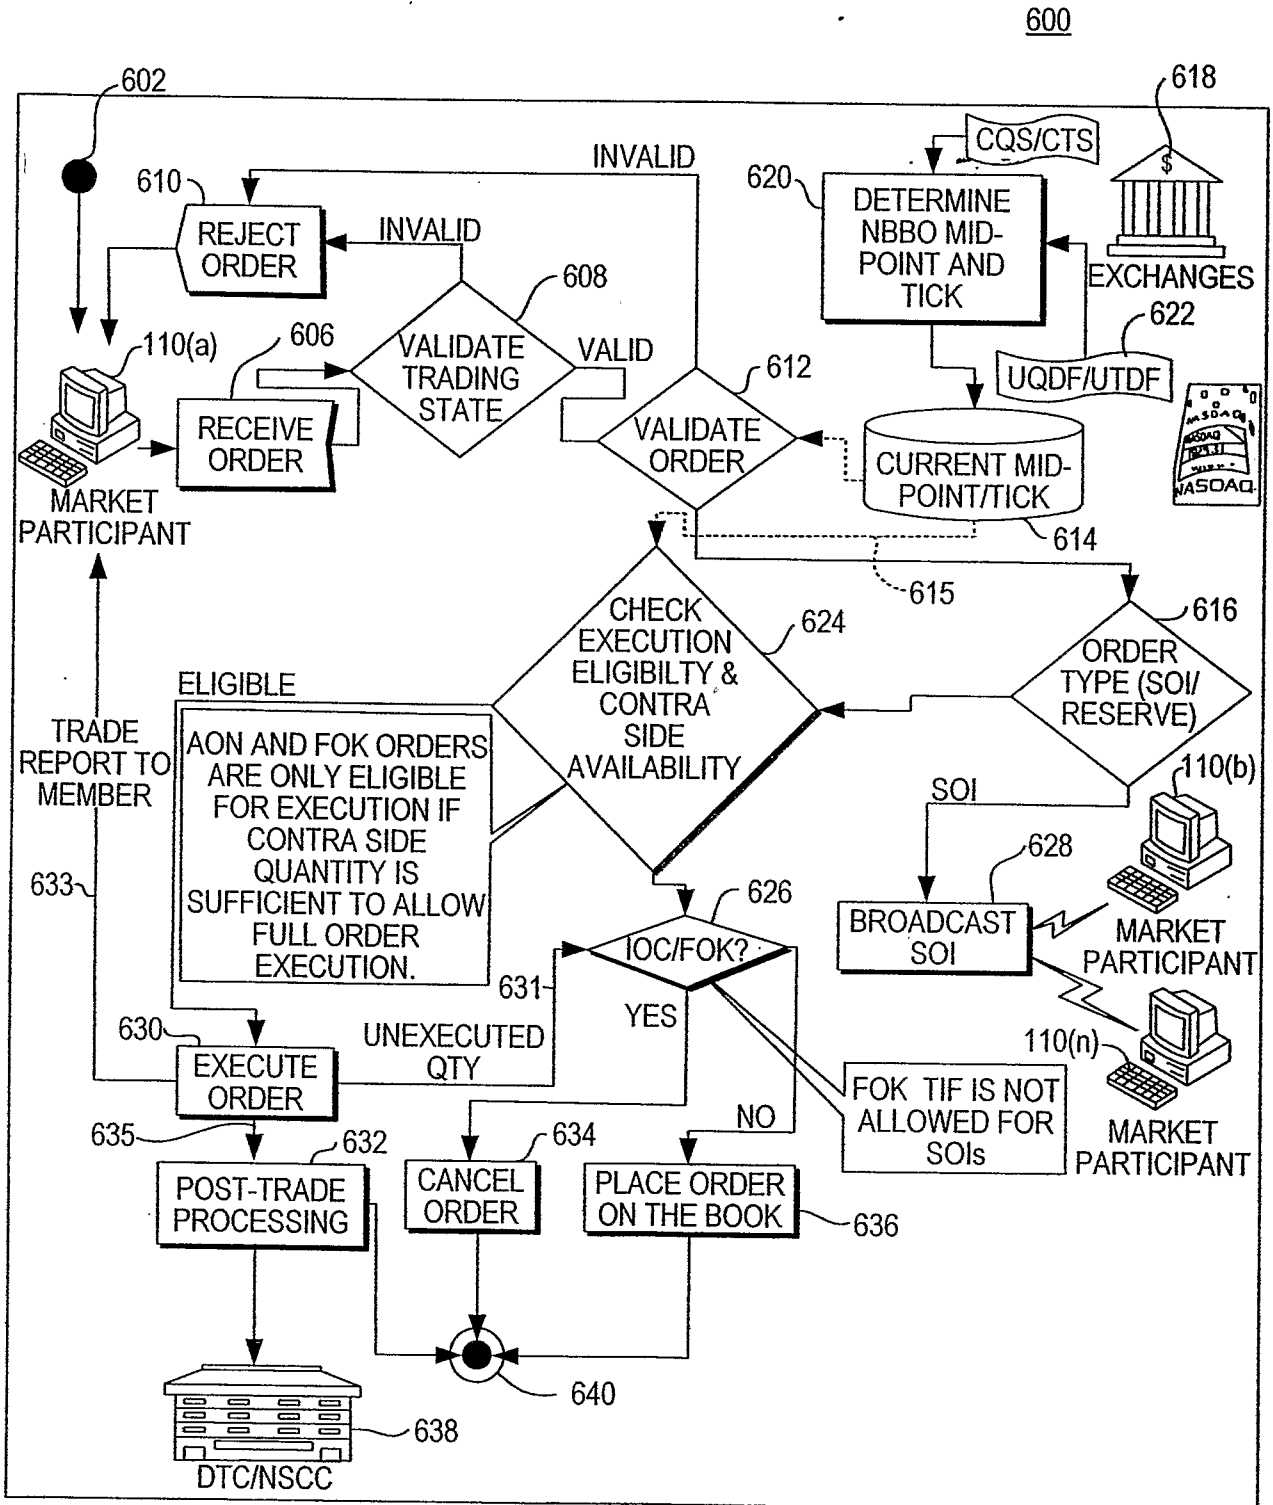 600
602
618
CQS/CTS
$
INVALID
610
620
DETERMINE
NBBO MID-
POINT AND
TICK
REJECT
ORDER
INVALID
EXCHANGES
608
622
606
110(a)
VALIDATE
TRADING
STATE
VALID
612
UQDF/UTDF
RECEIVE
ORDER
VALIDATE
ORDER
CURRENT MID-
POINT/TICK
NASDAQ
NASDAQ
NASDAQ
MARKET
PARTICIPANT
614
615
616
CHECK
EXECUTION
ELIGIBILTY &
CONTRA
SIDE
AVAILABILITY
624
ORDER
TYPE (SOI/
RESERVE)
ELIGIBLE
TRADE
REPORT TO
MEMBER
AON AND FOK ORDERS
ARE ONLY ELIGIBLE
FOR EXECUTION IF
CONTRA SIDE
QUANTITY IS
SUFFICIENT TO ALLOW
FULL ORDER
EXECUTION.
110(b)
SOI
628
633
626
BROADCAST
SOI
MARKET
PARTICIPANT
IOC/FOK?
631
YES
630
UNEXECUTED
QTY
110(n)
EXECUTE
ORDER
FOK TIF IS NOT
ALLOWED FOR
SOIs
NO
MARKET
PARTICIPANT
635
632
634
POST-TRADE
PROCESSING
CANCEL
ORDER
PLACE ORDER
ON THE BOOK
636
640
638
DTC/NSCC